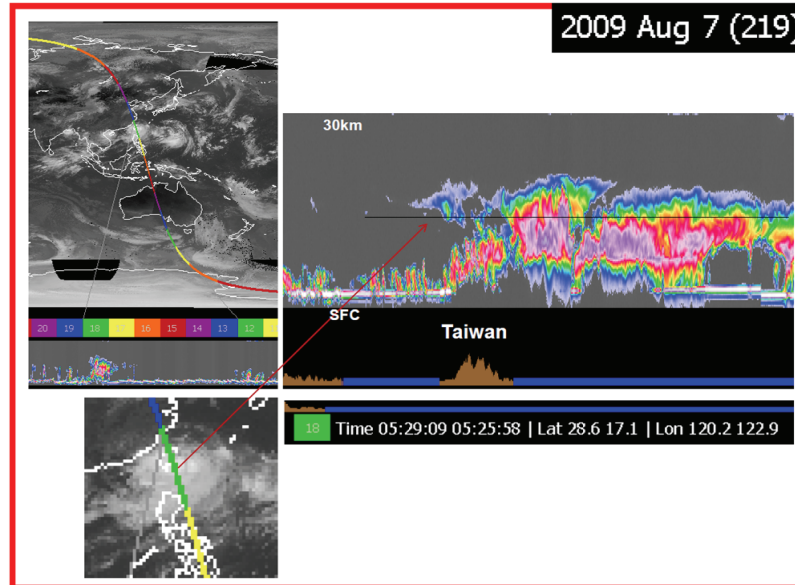 2009 Aug 7 (219)
30km
20 19 18 17 16 15 14 13 12
SFC
Taiwan
18 Time 05:29:09 05:25:58 | Lat 28.6 17.1 | Lon 120.2 122.9